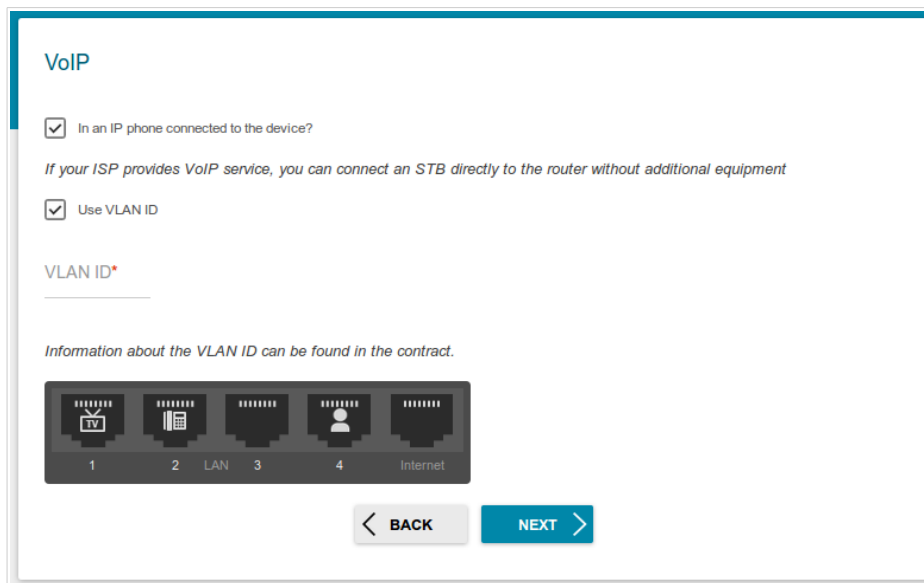 VoIP
In an IP phone connected to the device?
If your ISP provides VoIP service, you can connect an STB directly to the router without additional equipment
Use VLAN ID
VLAN ID*
Information about the VLAN ID can be found in the contract.
TV
1 2 LAN 3 4 Internet
BACK NEXT